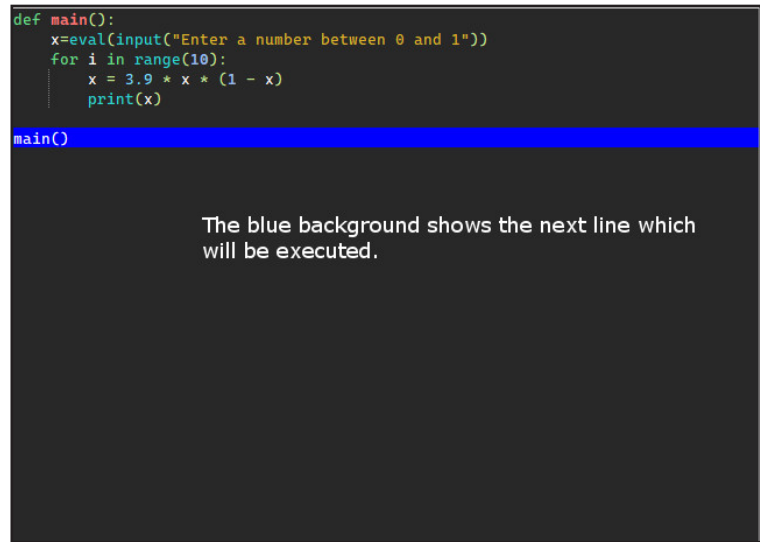 def main():
    x=eval(input("Enter a number between 0 and 1"))
    for i in range(10):
        x = 3.9 * x * (1 - x)
        print(x)
main()
The blue background shows the next line which
will be executed.